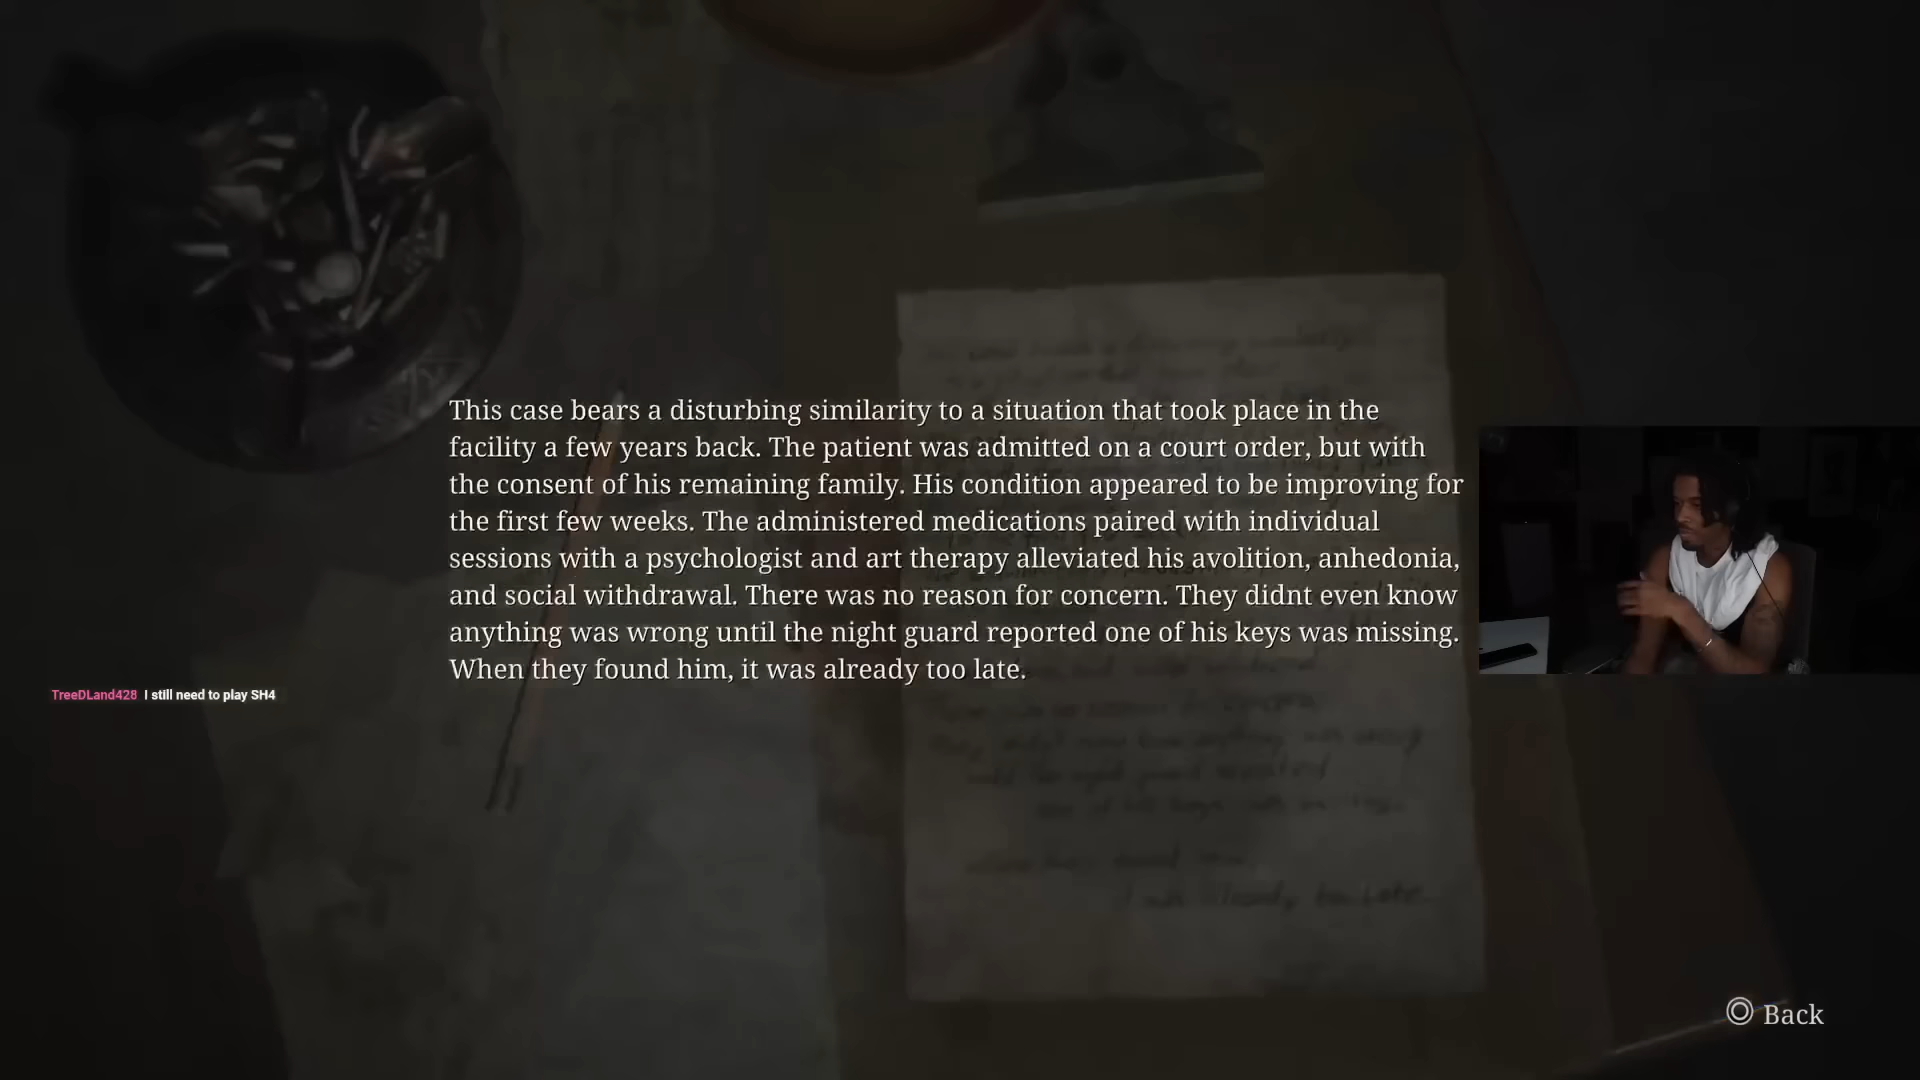 This case bears a disturbing similarity to a situation that took place in the
facility a few years back. The patient was admitted on a court order, but with
the consent of his remaining family. His condition appeared to be improving for
the first few weeks. The administered medications paired with individual
sessions with a psychologist and art therapy alleviated his avolition, anhedonia,
and social withdrawal. There was no reason for concern. They didnt even know
anything was wrong until the night guard reported one of his keys was missing.
When they found him, it was already too late.
TreeDLand428 I still need to play SH4
Back